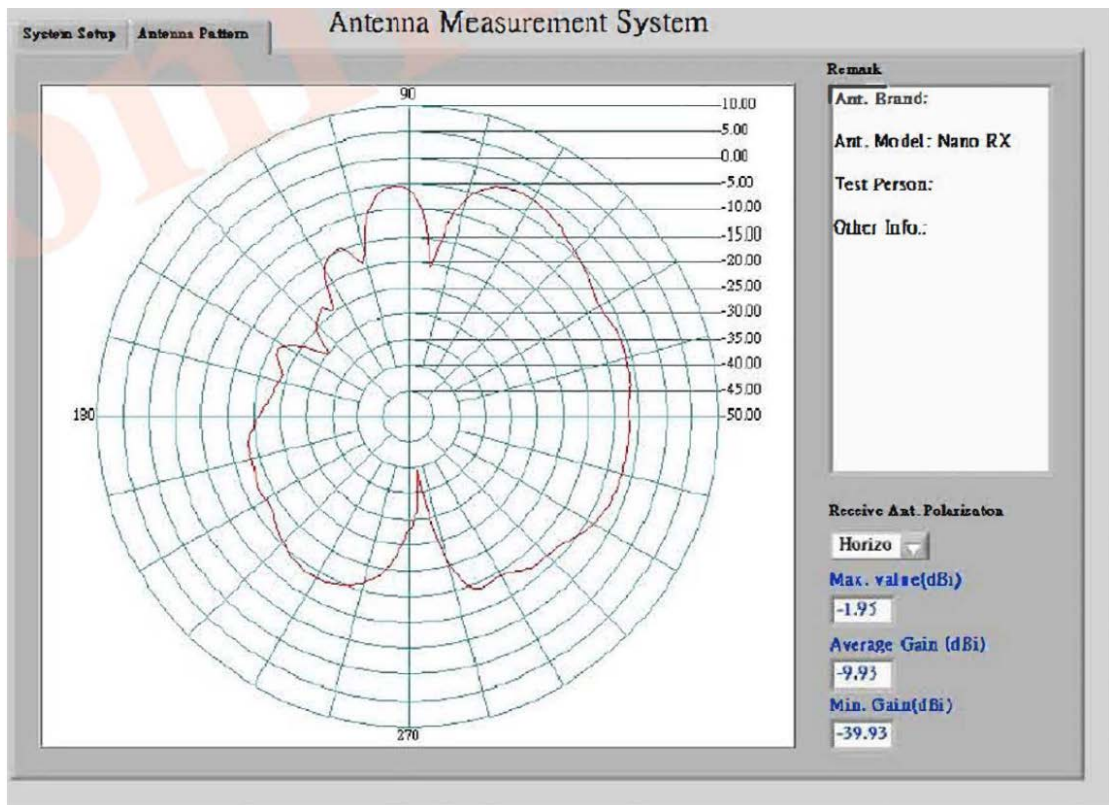 Antenna Measurement System
System Setup Antenna Pattern
90
10.00
5.00
0.00
-5.00
-10.00
-15.00
-20.00
-25.00
-30.00
-35.00
-40.00
-45.00
-50.00
180
270
Remark
Ant. Brand:
Ant. Model: Nano RX
Test Person:
Other Info.:
Receive Ant. Polarizaton
Horizo
Max. value(dBi)
-1.95
Average Gain (dBi)
-9.93
Min. Gain(dBi)
-39.93